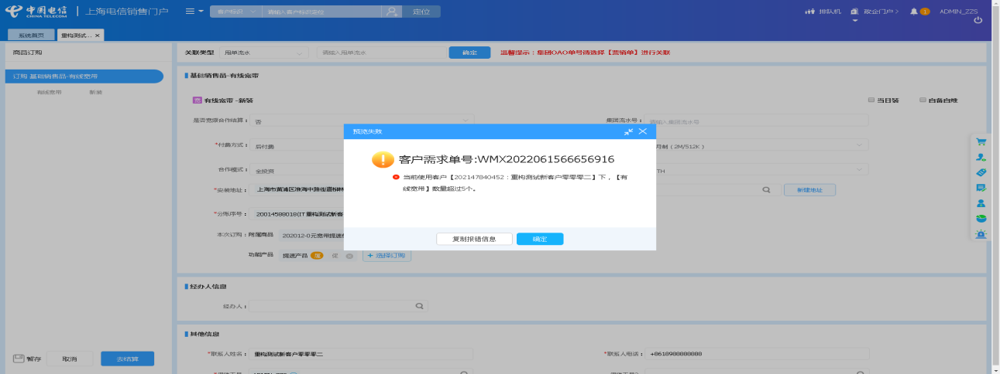 中国电信
CHINA TELECOM
上海电信销售门户
客户标识
请输入客户标识定位
定位
排队机
政企门户>
1
ADMIN_ZZS
系统首页
重构测试... ×
商品订购
关联类型
甩单流水
请输入甩单流水
确定
温馨提示：集团OAO单号请选择【营销单】进行关联
订购 基础销售品-有线宽带
有线宽带 新装
基础销售品-有线宽带
宽 有线宽带 -新装
当日装
自备自维
是否宽康合作结算：
否
集团流水号：
请输入集团流水号
预览失败
客户需求单号:WMX2022061566656916
当前使用客户【202147840452：重构测试新客户零零零二】下，【有
线宽带】数量超过5个。
复制报错信息
确定
*付费方式：
后付费
月制（2M/512K）
合作模式：
全投资
TH
*安装地址：
上海市黄浦区淮海中路街道
新建地址
*分拣序号：
20014588018(IT重构测试新客
本次订购：
附属商品
202012-0元宽带提速
功能产品
提速产品
+ 选择订购
经办人信息
经办人：
其他信息
*联系人姓名：
重构测试新客户零零零二
*联系人电话：
+8618988888888
暂存
取消
去结算